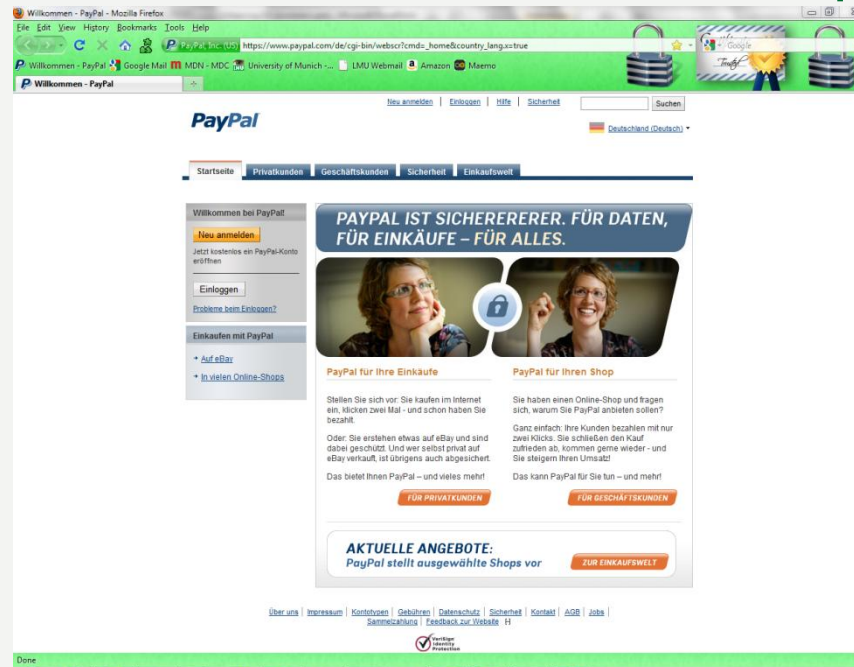 Willkommen - PayPal - Mozilla Firefox
File Edit View History Bookmarks Tools Help
PayPal, Inc. (US) https://www.paypal.com/de/cgi-bin/webscr?cmd=_home&country_lang.x=true
Google
Trusted
Willkommen - PayPal Google Mail MDN - MDC University of Munich -... LMU Webmail Amazon Maemo
Willkommen - PayPal
Neu anmelden | Einloggen | Hilfe | Sicherheit Suchen
PayPal
Deutschland (Deutsch)
Startseite Privatkunden Geschäftskunden Sicherheit Einkaufswelt
Willkommen bei PayPal!
Neu anmelden
Jetzt kostenlos ein PayPal-Konto
eröffnen
Einloggen
Probleme beim Einloggen?
Einkaufen mit PayPal
Auf eBay
In vielen Online-Shops
PAYPAL IST SICHERERERER. FÜR DATEN,
FÜR EINKÄUFE – FÜR ALLES.
PayPal für Ihre Einkäufe
Stellen Sie sich vor: Sie kaufen im Internet
ein, klicken zwei Mal - und schon haben Sie
bezahlt.
Oder: Sie erstehen etwas auf eBay und sind
dabei geschützt. Und wer selbst privat auf
eBay verkauft, ist übrigens auch abgesichert.
Das bietet Ihnen PayPal – und vieles mehr!
FÜR PRIVATKUNDEN
PayPal für Ihren Shop
Sie haben einen Online-Shop und fragen
sich, warum Sie PayPal anbieten sollen?
Ganz einfach: Ihre Kunden bezahlen mit nur
zwei Klicks. Sie schließen den Kauf
zufrieden ab, kommen gerne wieder - und
Sie steigern Ihren Umsatz!
Das kann PayPal für Sie tun – und mehr!
FÜR GESCHÄFTSKUNDEN
AKTUELLE ANGEBOTE:
PayPal stellt ausgewählte Shops vor
ZUR EINKAUFSWELT
Über uns | Impressum | Kontotypen | Gebühren | Datenschutz | Sicherheit | Kontakt | AGB | Jobs |
Sammelzahlung | Feedback zur Website H
VeriSign
Identity
Protection
Done